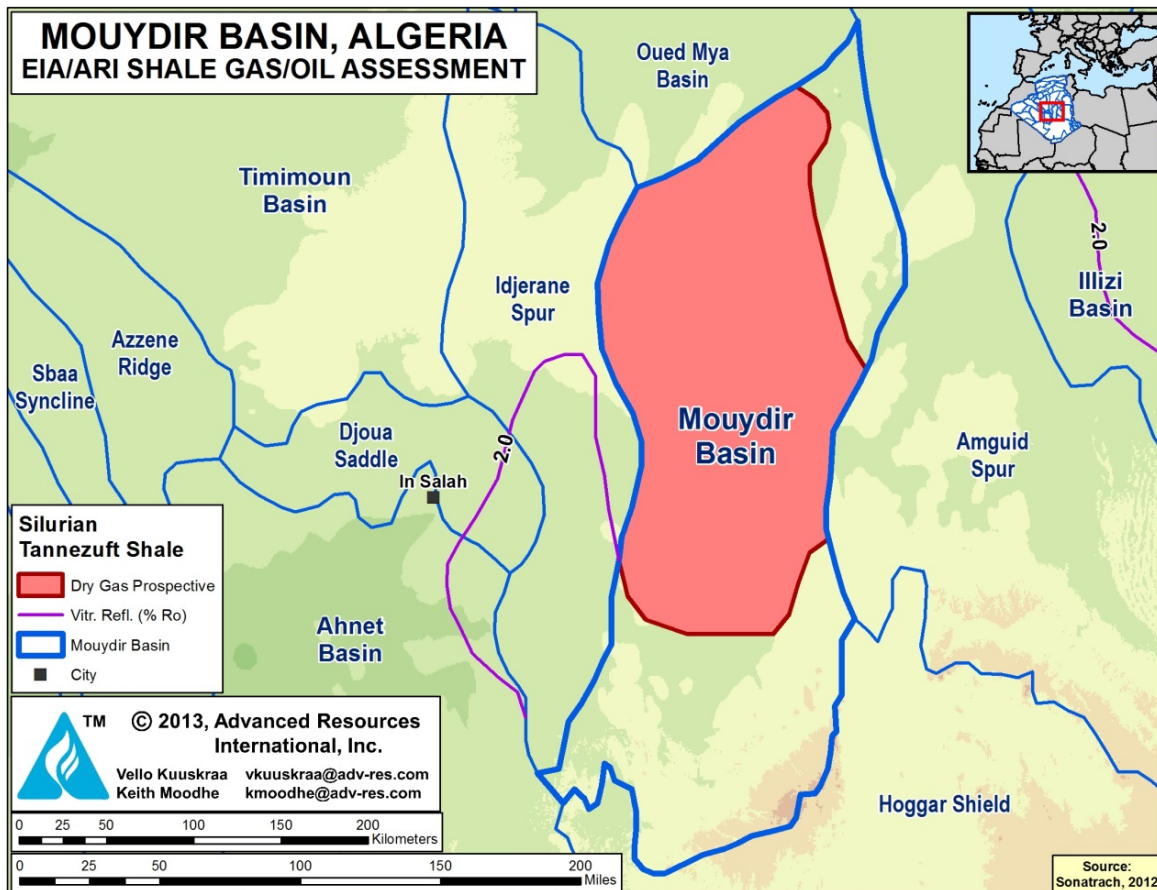 MOUYDIR BASIN, ALGERIA
EIA/ARI SHALE GAS/OIL ASSESSMENT
Oued Mya
Basin
Timimoun
Basin
2.0
Illizi
Basin
Idjerane
Spur
Azzene
Ridge
Sbaa
Syncline
Mouydir
Basin
Amguid
Spur
Djoua
Saddle
2.0
In Salah
Ahnet
Basin
Hoggar Shield
Silurian
Tannezuft Shale
Dry Gas Prospective
Vitr. Refl. (% Ro)
Mouydir Basin
City
TM
© 2013, Advanced Resources
International, Inc.
Vello Kuuskraa vkuuskraa@adv-res.com
Keith Moodhe kmoodhe@adv-res.com
0 25 50 100 150 200
Kilometers
0 25 50 100 150 200
Miles
Source:
Sonatrach, 2012